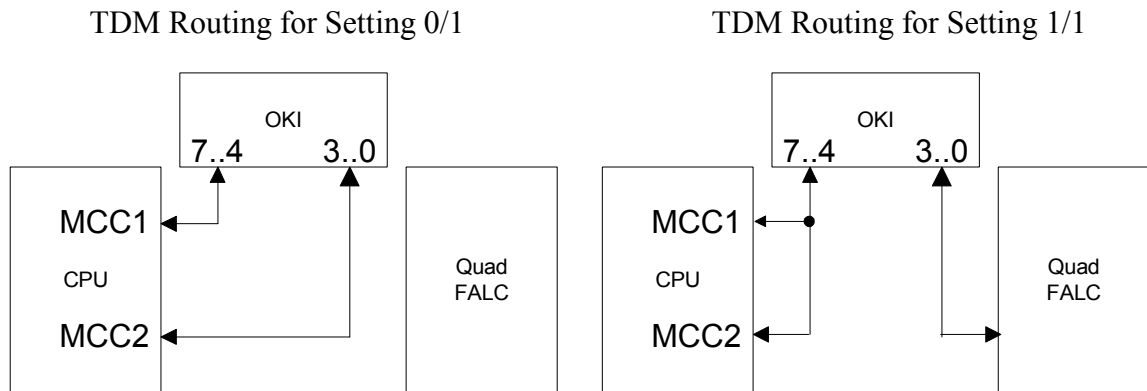 TDM Routing for Setting 0/1
OKI
7..4 3..0
MCC1
CPU
MCC2
Quad
FALC
TDM Routing for Setting 1/1
OKI
7..4 3..0
MCC1
CPU
MCC2
Quad
FALC